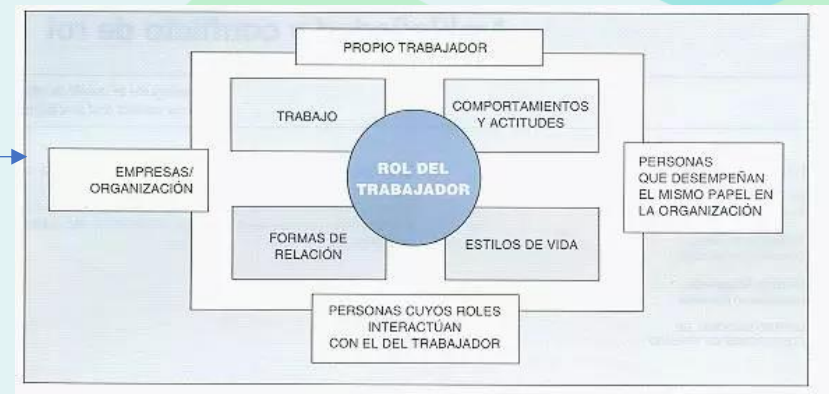 PROPIO TRABAJADOR
TRABAJO
COMPORTAMIENTOS
Y ACTITUDES
EMPRESAS/
ORGANIZACIÓN
ROL DEL
TRABAJADOR
PERSONAS
QUE DESEMPEÑAN
EL MISMO PAPEL EN
LA ORGANIZACIÓN
FORMAS DE
RELACIÓN
ESTILOS DE VIDA
PERSONAS CUYOS ROLES
INTERACTÚAN
CON EL DEL TRABAJADOR